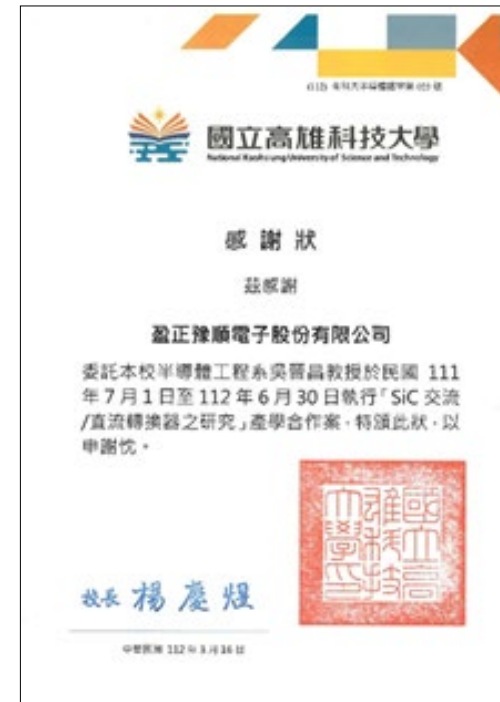 國立高雄科技大學
National Kaohsiung University of Science and Technology
感謝狀
茲感謝
盈正豫順電子股份有限公司
委託本校半導體工程系吳晉昌教授於民國 111
年 7 月 1 日至 112 年 6 月 30 日執行「SiC 交流
/直流轉換器之研究」產學合作案,特頒此狀,以
申謝忱。
國立高
雄科技
大學印
校長 楊慶煜
中華民國 112 年 3 月 16 日